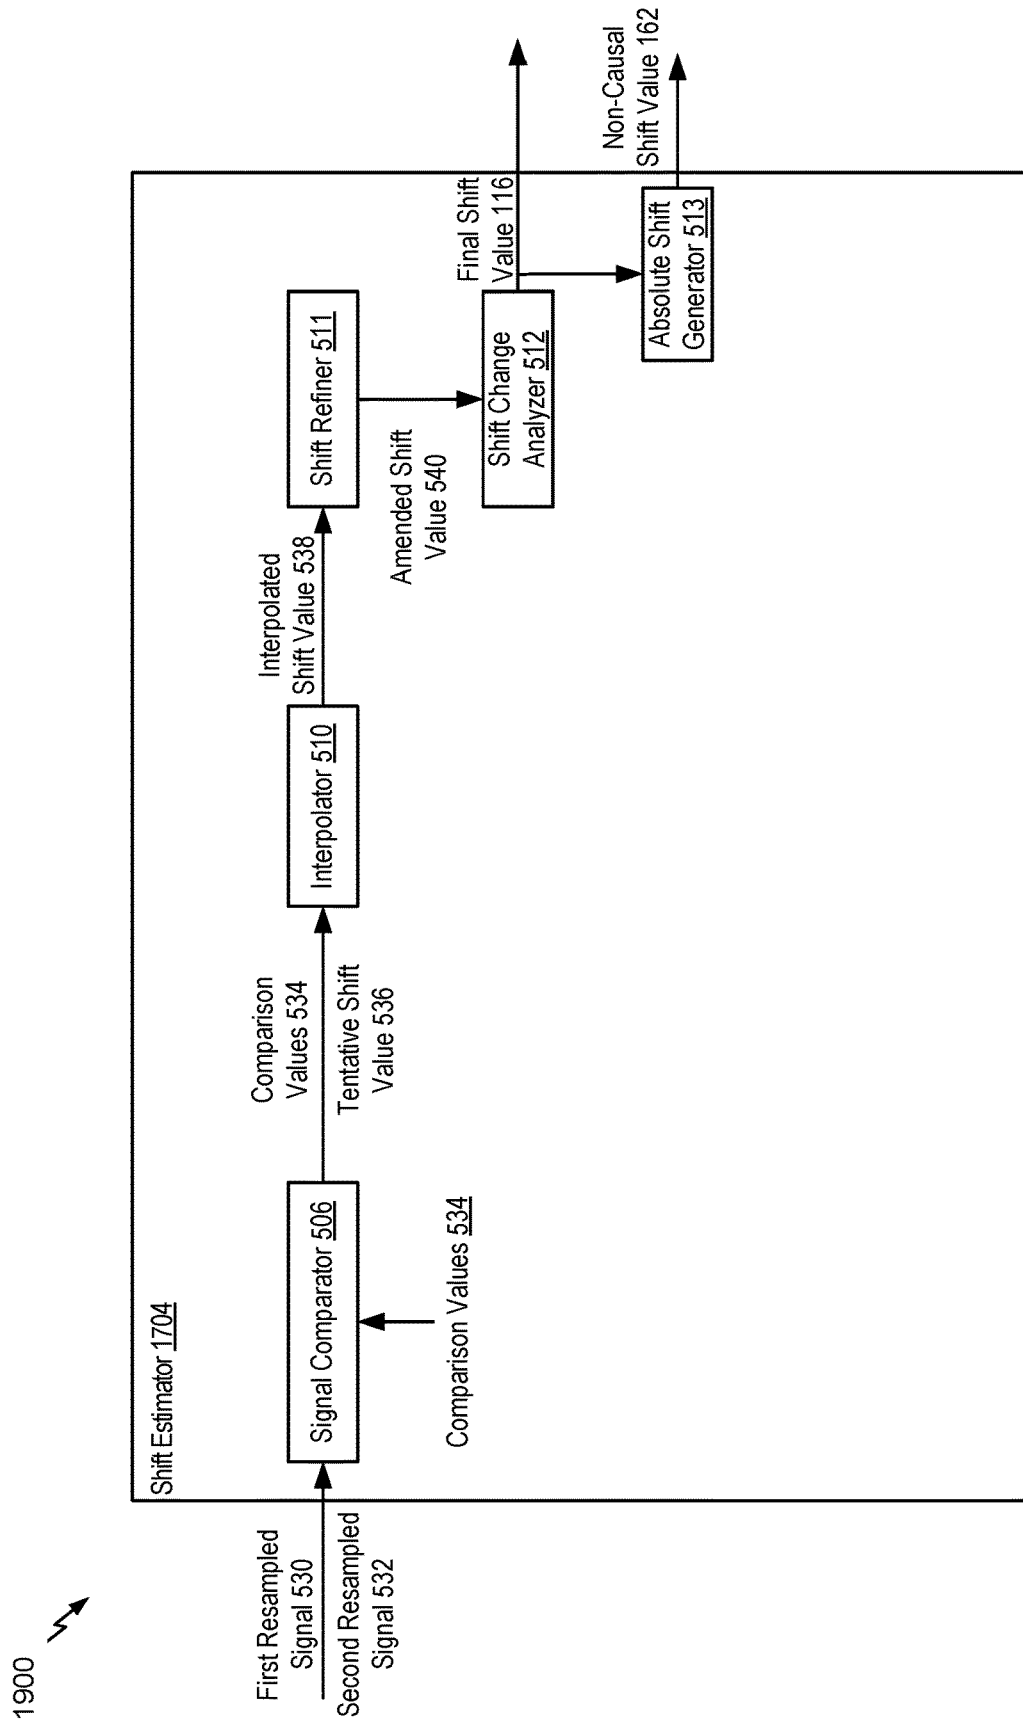 1900
Shift Estimator 1704
First Resampled
Signal 530
Second Resampled
Signal 532
Signal Comparator 506
Comparison Values 534
Comparison
Values 534
Tentative Shift
Value 536
Interpolator 510
Interpolated
Shift Value 538
Shift Refiner 511
Amended Shift
Value 540
Shift Change
Analyzer 512
Final Shift
Value 116
Absolute Shift
Generator 513
Non-Causal
Shift Value 162